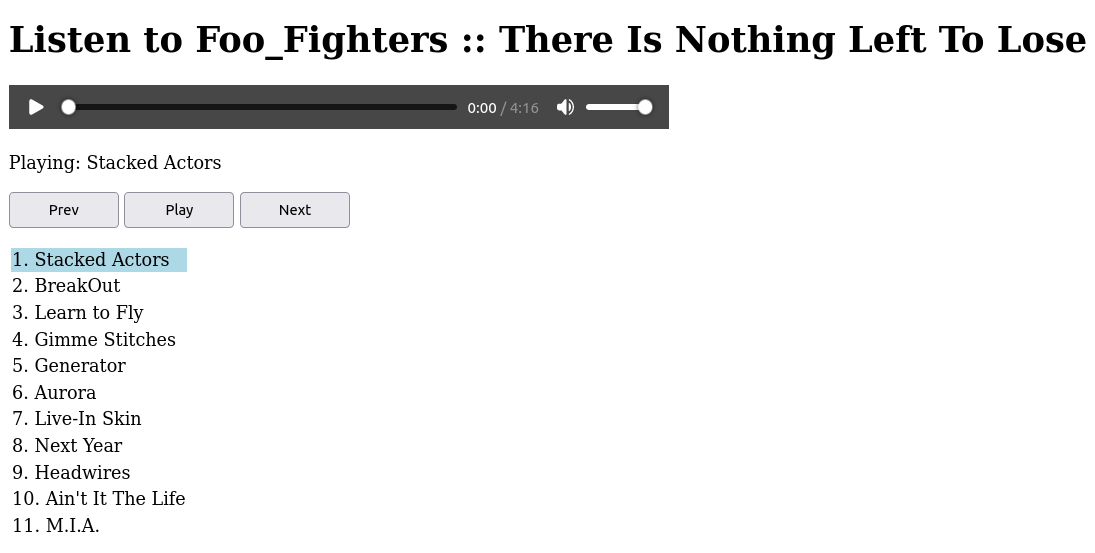 Listen to Foo_Fighters :: There Is Nothing Left To Lose
0:00 / 4:16
Playing: Stacked Actors
Prev Play Next
1. Stacked Actors
2. BreakOut
3. Learn to Fly
4. Gimme Stitches
5. Generator
6. Aurora
7. Live-In Skin
8. Next Year
9. Headwires
10. Ain't It The Life
11. M.I.A.